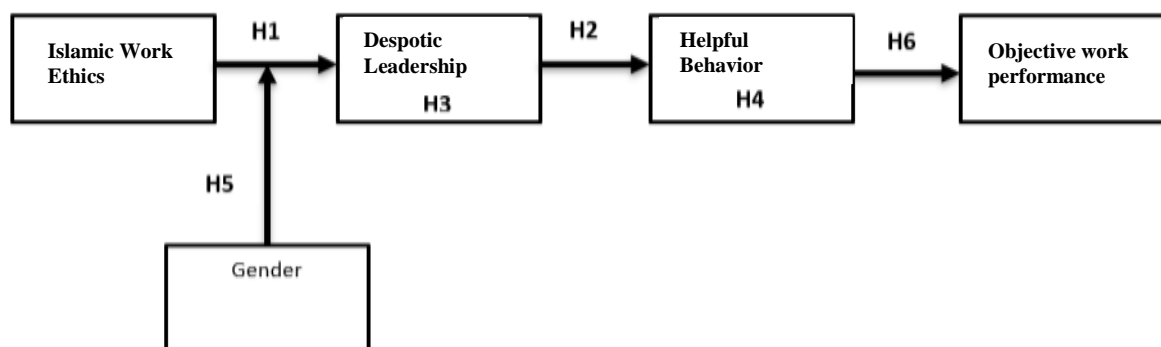 H1
H2
H6
Islamic Work
Ethics
Despotic
Leadership
H3
Helpful
Behavior
H4
Objective work
performance
H5
Gender